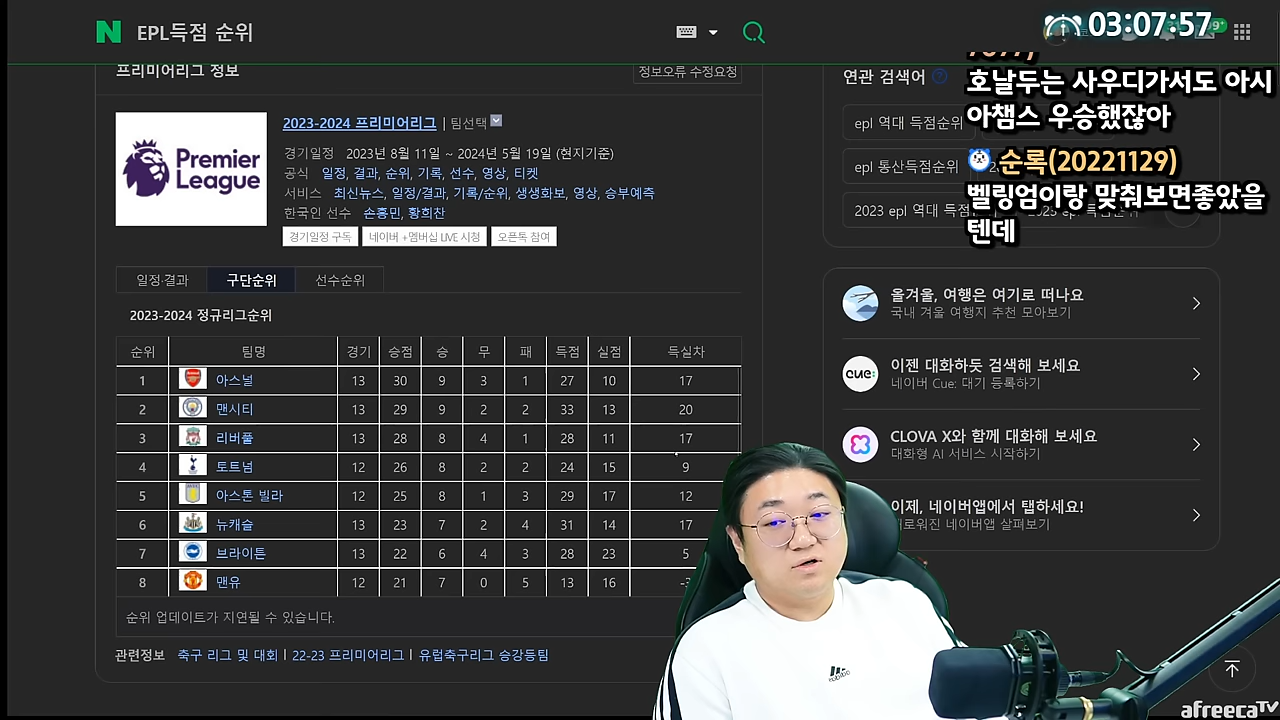 EPL득점 순위
03:07:57
프리미어리그 정보
정보오류 수정요청
Premier
League
2023-2024 프리미어리그 | 팀선택
경기일정 2023년 8월 11일 ~ 2024년 5월 19일 (현지기준)
공식 일정, 결과, 순위, 기록, 선수, 영상, 티켓
서비스 최신뉴스, 일정/결과, 기록/순위, 생생화보, 영상, 승부예측
한국인 선수 손흥민, 황희찬
경기일정 구독 네이버 +멤버십 LIVE 시청 오픈톡 참여
일정·결과 구단순위 선수순위
2023-2024 정규리그순위
순위 팀명 경기 승점 승 무 패 득점 실점 득실차
1 아스널 13 30 9 3 1 27 10 17
2 맨시티 13 29 9 2 2 33 13 20
3 리버풀 13 28 8 4 1 28 11 17
4 토트넘 12 26 8 2 2 24 15 9
5 아스톤 빌라 12 25 8 1 3 29 17 12
6 뉴캐슬 13 23 7 2 4 31 14 17
7 브라이튼 13 22 6 4 3 28 23 5
8 맨유 12 21 7 0 5 13 16
순위 업데이트가 지연될 수 있습니다.
관련정보 축구 리그 및 대회 | 22-23 프리미어리그 | 유럽축구리그 승강등팀
연관 검색어
epl 역대 득점순위
epl 통산득점순위
2023 epl 역대
호날두는 사우디가서도 아시
아챔스 우승했잖아
순록(20221129)
벨링엄이랑 맞춰보면좋았을
텐데
올겨울, 여행은 여기로 떠나요
국내 겨울 여행지 추천 모아보기
cue:
이젠 대화하듯 검색해 보세요
네이버 Cue: 대기 등록하기
CLOVA X와 함께 대화해 보세요
대화형 AI 서비스 시작하기
이제, 네이버앱에서 탭하세요!
네이버앱 살펴보기
afreecaTV